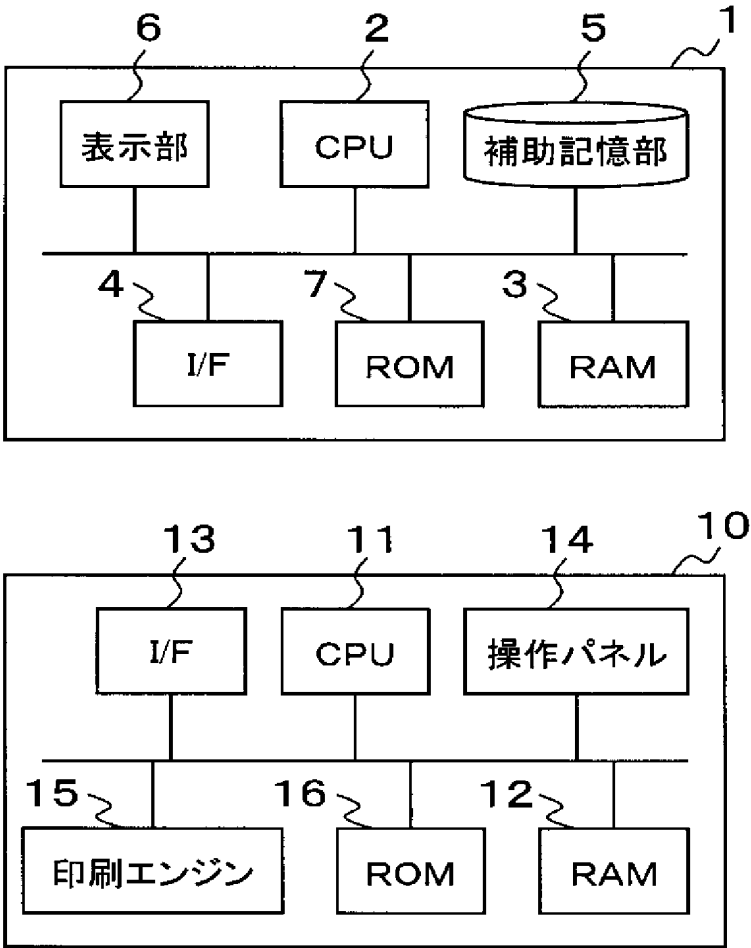 6 2 5 1
表示部 CPU 補助記憶部
4 7 3
I/F ROM RAM
13 11 14 10
I/F CPU 操作パネル
15 16 12
印刷エンジン ROM RAM